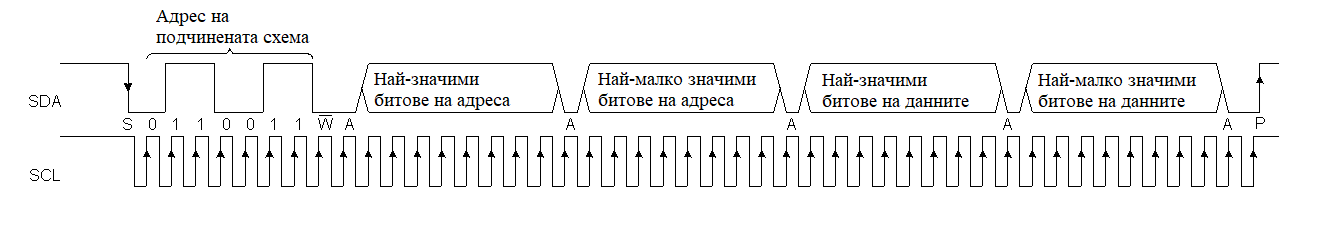 Адрес на
подчинената схема
Най-значими
битове на адреса
Най-малко значими
битове на адреса
Най-значими
битове на данните
Най-малко значими
битове на данните
SDA
S 0 1 1 0 0 1 1 W̅ A A A A A P
SCL